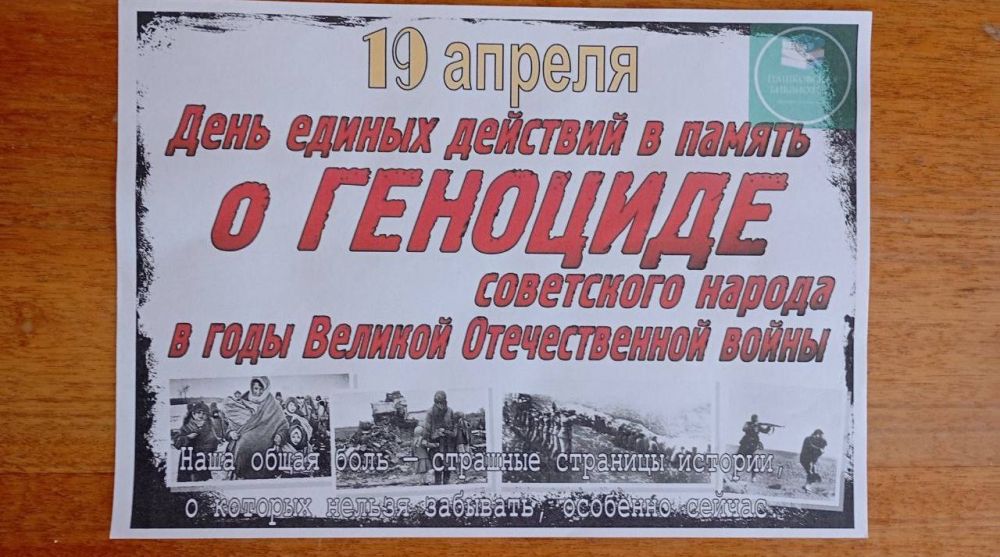 19 апреля
День единых действий в память
о ГЕНОЦИДЕ
советского народа
в годы Великой Отечественной войны
Наша общая боль – страшные страницы истории,
о которых нельзя забывать, особенно сейчас.